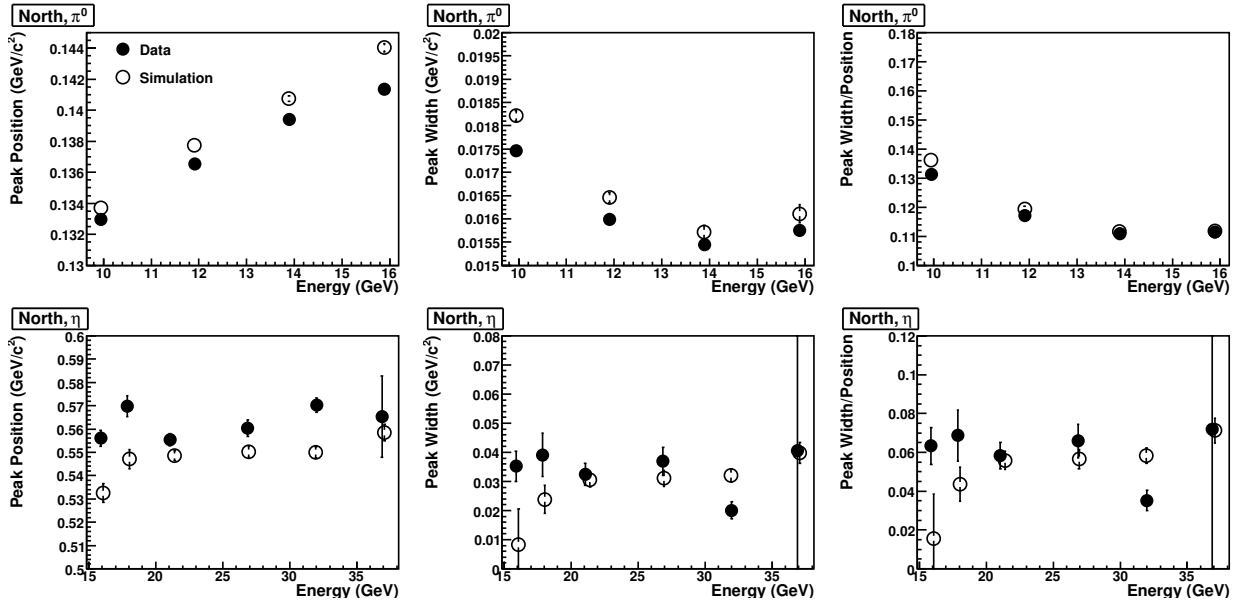 North, π⁰
Peak Position (GeV/c²)
0.144
0.142
0.14
0.138
0.136
0.134
0.132
0.13
Data
Simulation
10 11 12 13 14 15 16
Energy (GeV)
North, π⁰
Peak Width (GeV/c²)
0.02
0.0195
0.019
0.0185
0.018
0.0175
0.017
0.0165
0.016
0.0155
0.015
10 11 12 13 14 15 16
Energy (GeV)
North, π⁰
Peak Width/Position
0.18
0.17
0.16
0.15
0.14
0.13
0.12
0.11
0.1
10 11 12 13 14 15 16
Energy (GeV)
North, η
Peak Position (GeV/c²)
0.6
0.59
0.58
0.57
0.56
0.55
0.54
0.53
0.52
0.51
0.5
15 20 25 30 35
Energy (GeV)
North, η
Peak Width (GeV/c²)
0.08
0.07
0.06
0.05
0.04
0.03
0.02
0.01
0
15 20 25 30 35
Energy (GeV)
North, η
Peak Width/Position
0.12
0.1
0.08
0.06
0.04
0.02
0
15 20 25 30 35
Energy (GeV)